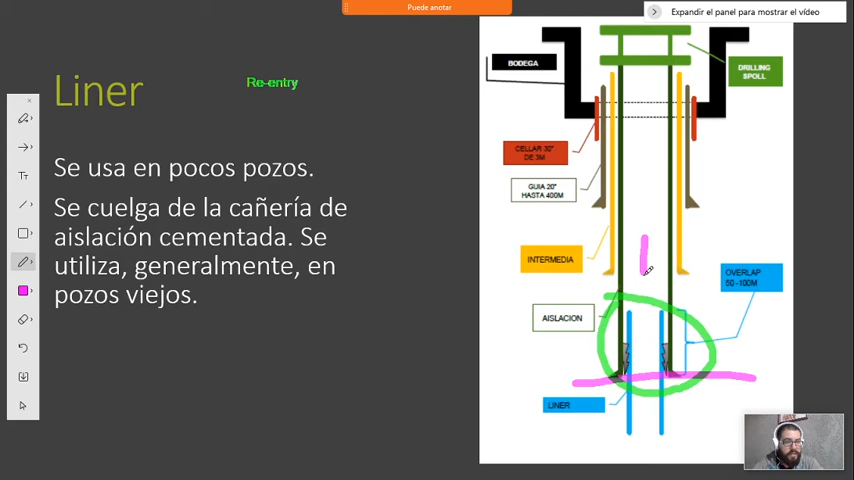 Puede anotar
Expandir el panel para mostrar el vídeo
Liner
Re-entry
Se usa en pocos pozos.
Se cuelga de la cañería de
aislación cementada. Se
utiliza, generalmente, en
pozos viejos.
BODEGA
DRILLING
SPOLL
CELLAR 30"
DE 3M
GUIA 20"
HASTA 400M
INTERMEDIA
OVERLAP
50 -100M
AISLACION
LINER